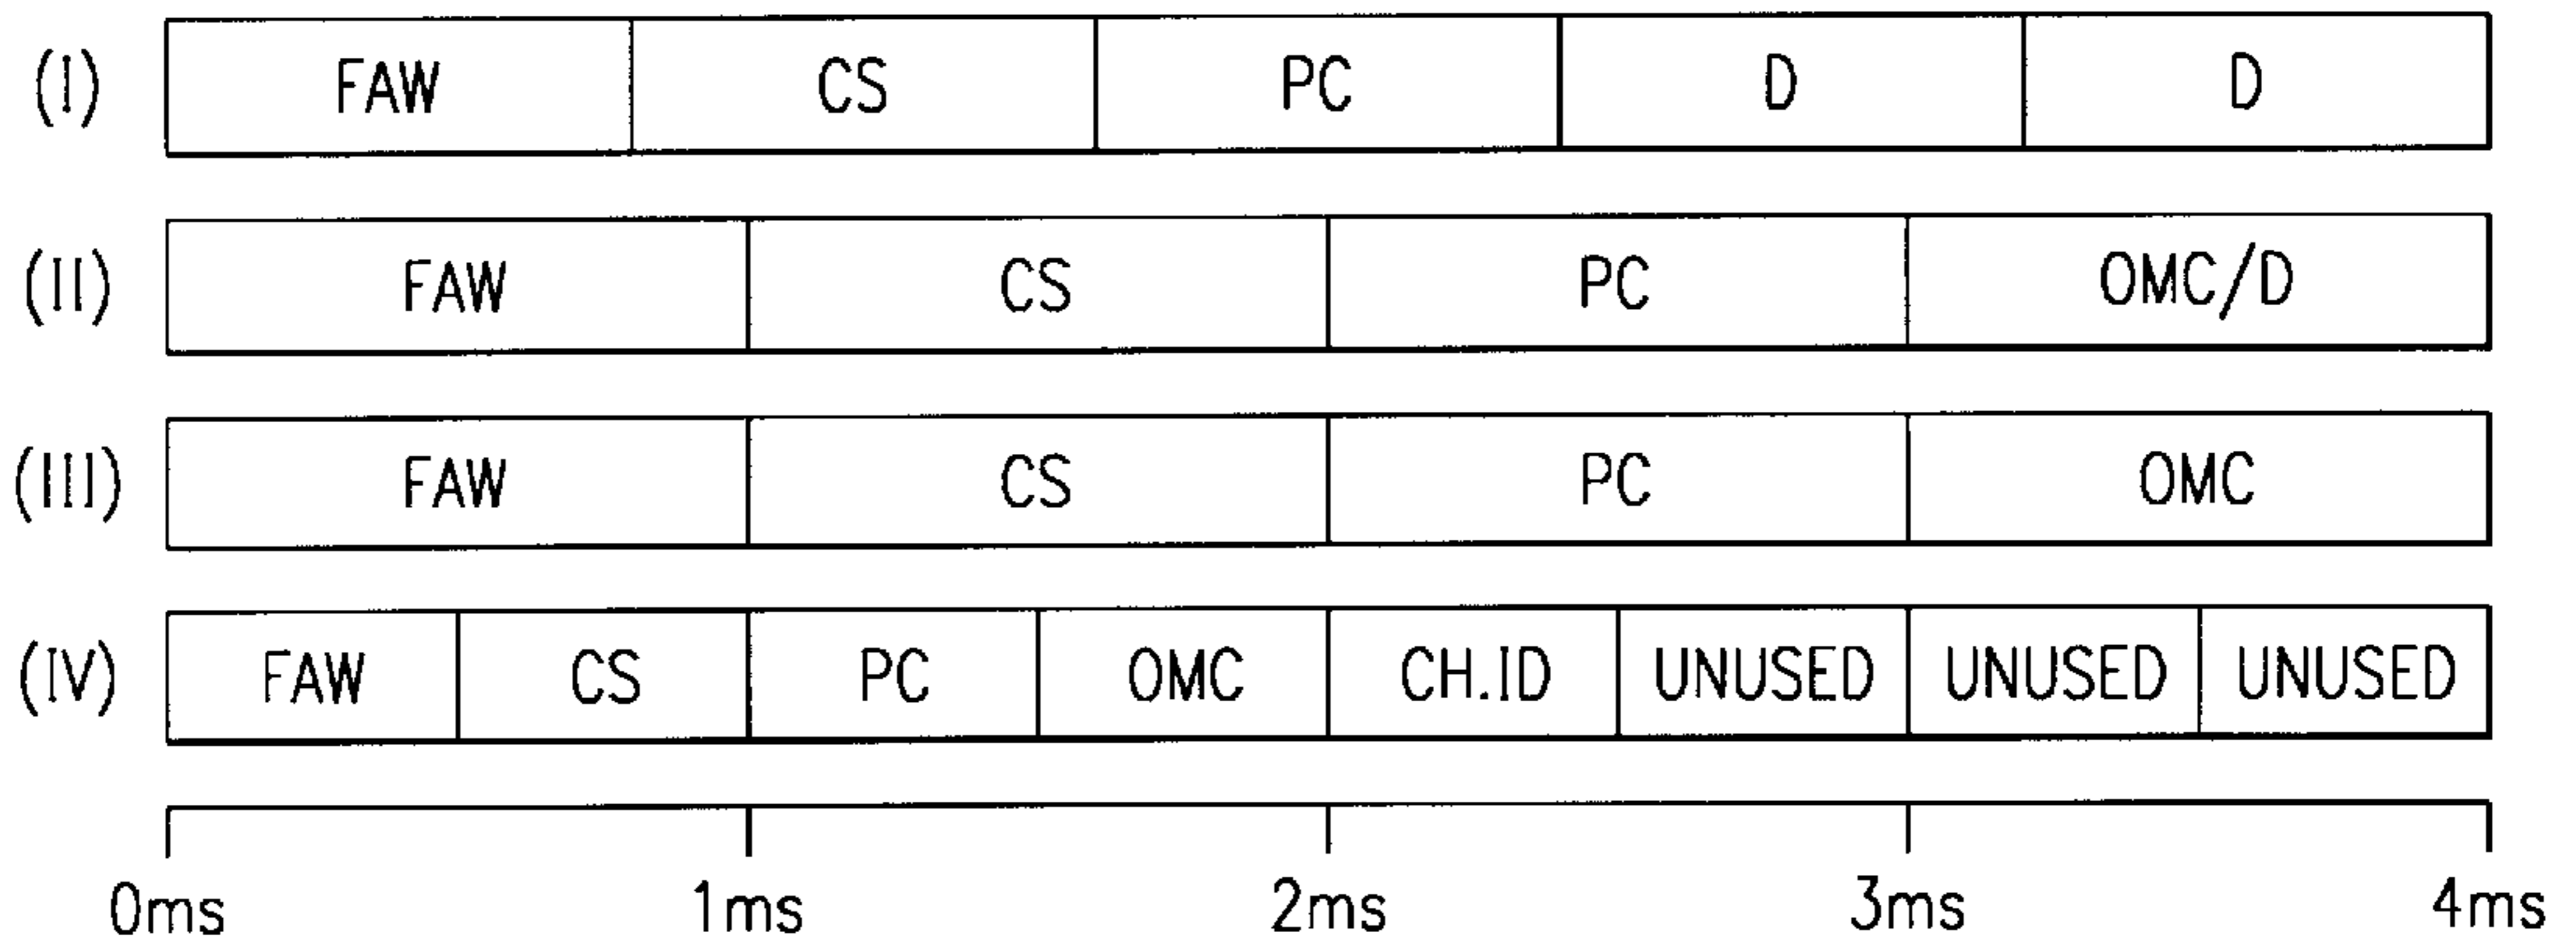 (I) FAW CS PC D D
(II) FAW CS PC OMC/D
(III) FAW CS PC OMC
(IV) FAW CS PC OMC CH.ID UNUSED UNUSED UNUSED
0ms 1ms 2ms 3ms 4ms